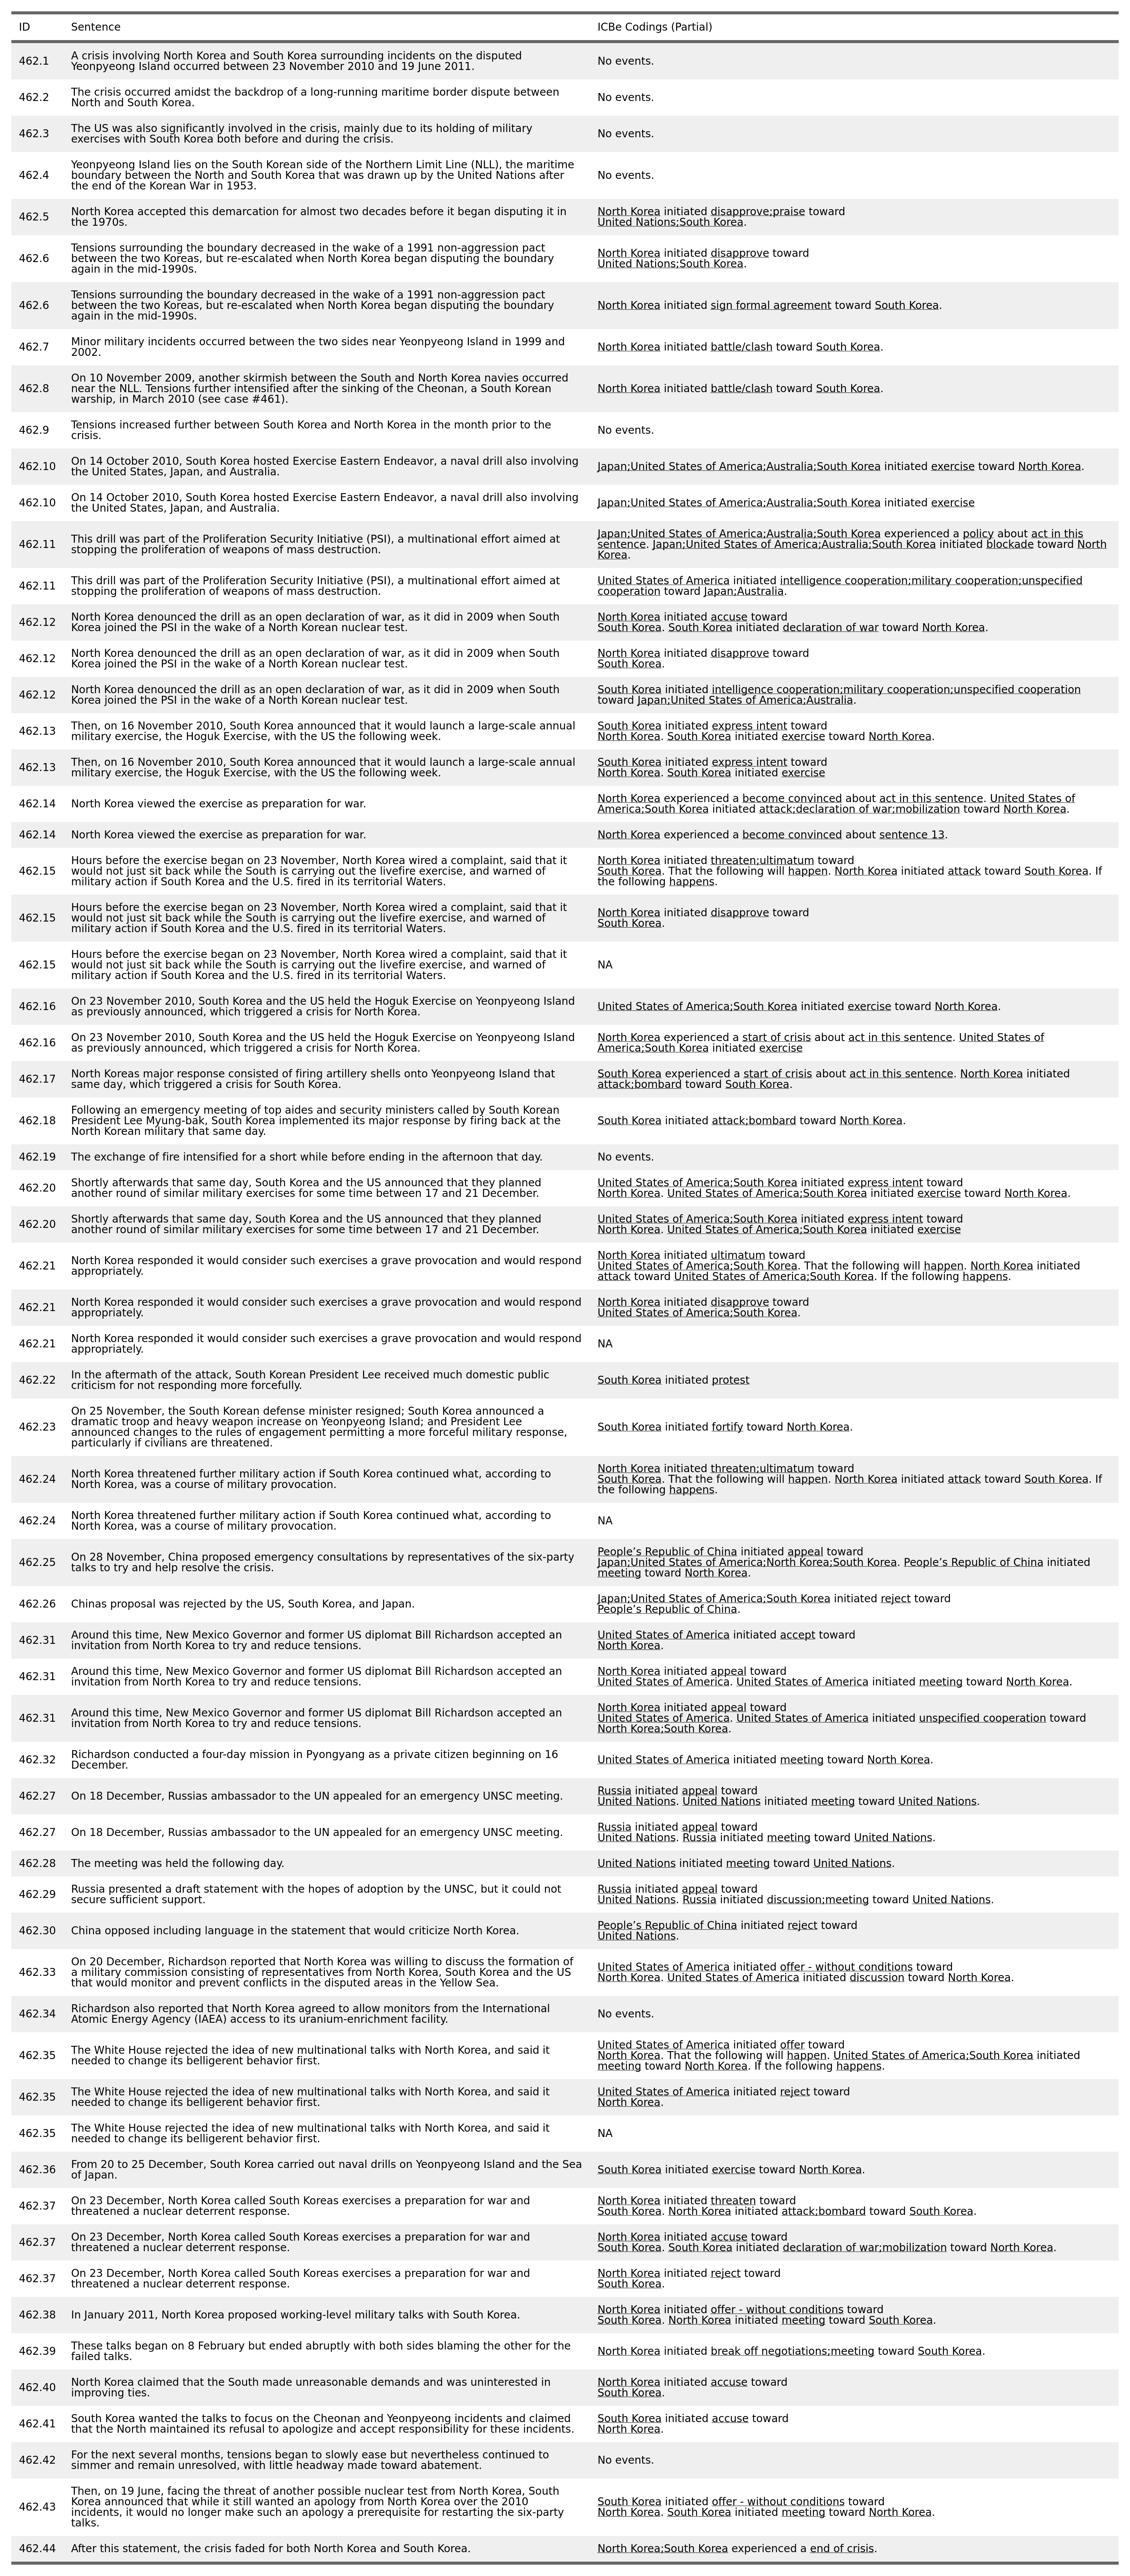 ID Sentence ICBe Codings (Partial)
462.1 A crisis involving North Korea and South Korea surrounding incidents on the disputed
Yeonpyeong Island occurred between 23 November 2010 and 19 June 2011.
No events.
462.2 The crisis occurred amidst the backdrop of a long-running maritime border dispute between
North and South Korea.
No events.
462.3 The US was also significantly involved in the crisis, mainly due to its holding of military
exercises with South Korea both before and during the crisis.
No events.
462.4 Yeonpyeong Island lies on the South Korean side of the Northern Limit Line (NLL), the maritime
boundary between the North and South Korea that was drawn up by the United Nations after
the end of the Korean War in 1953.
No events.
462.5 North Korea accepted this demarcation for almost two decades before it began disputing it in
the 1970s.
North Korea initiated disapprove;praise toward
United Nations;South Korea.
462.6 Tensions surrounding the boundary decreased in the wake of a 1991 non-aggression pact
between the two Koreas, but re-escalated when North Korea began disputing the boundary
again in the mid-1990s.
North Korea initiated disapprove toward
United Nations;South Korea.
462.6 Tensions surrounding the boundary decreased in the wake of a 1991 non-aggression pact
between the two Koreas, but re-escalated when North Korea began disputing the boundary
again in the mid-1990s.
North Korea initiated sign formal agreement toward South Korea.
462.7 Minor military incidents occurred between the two sides near Yeonpyeong Island in 1999 and
2002.
North Korea initiated battle/clash toward South Korea.
462.8 On 10 November 2009, another skirmish between the South and North Korea navies occurred
near the NLL. Tensions further intensified after the sinking of the Cheonan, a South Korean
warship, in March 2010 (see case #461).
North Korea initiated battle/clash toward South Korea.
462.9 Tensions increased further between South Korea and North Korea in the month prior to the
crisis.
No events.
462.10 On 14 October 2010, South Korea hosted Exercise Eastern Endeavor, a naval drill also involving
the United States, Japan, and Australia.
Japan;United States of America;Australia;South Korea initiated exercise toward North Korea.
462.10 On 14 October 2010, South Korea hosted Exercise Eastern Endeavor, a naval drill also involving
the United States, Japan, and Australia.
Japan;United States of America;Australia;South Korea initiated exercise
462.11 This drill was part of the Proliferation Security Initiative (PSI), a multinational effort aimed at
stopping the proliferation of weapons of mass destruction.
Japan;United States of America;Australia;South Korea experienced a policy about act in this
sentence. Japan;United States of America;Australia;South Korea initiated blockade toward North
Korea.
462.11 This drill was part of the Proliferation Security Initiative (PSI), a multinational effort aimed at
stopping the proliferation of weapons of mass destruction.
United States of America initiated intelligence cooperation;military cooperation;unspecified
cooperation toward Japan;Australia.
462.12 North Korea denounced the drill as an open declaration of war, as it did in 2009 when South
Korea joined the PSI in the wake of a North Korean nuclear test.
North Korea initiated accuse toward
South Korea. South Korea initiated declaration of war toward North Korea.
462.12 North Korea denounced the drill as an open declaration of war, as it did in 2009 when South
Korea joined the PSI in the wake of a North Korean nuclear test.
North Korea initiated disapprove toward
South Korea.
462.12 North Korea denounced the drill as an open declaration of war, as it did in 2009 when South
Korea joined the PSI in the wake of a North Korean nuclear test.
South Korea initiated intelligence cooperation;military cooperation;unspecified cooperation
toward Japan;United States of America;Australia.
462.13 Then, on 16 November 2010, South Korea announced that it would launch a large-scale annual
military exercise, the Hoguk Exercise, with the US the following week.
South Korea initiated express intent toward
North Korea. South Korea initiated exercise toward North Korea.
462.13 Then, on 16 November 2010, South Korea announced that it would launch a large-scale annual
military exercise, the Hoguk Exercise, with the US the following week.
South Korea initiated express intent toward
North Korea. South Korea initiated exercise
462.14 North Korea viewed the exercise as preparation for war.
North Korea experienced a become convinced about act in this sentence. United States of
America;South Korea initiated attack;declaration of war;mobilization toward North Korea.
462.14 North Korea viewed the exercise as preparation for war.
North Korea experienced a become convinced about sentence 13.
462.15 Hours before the exercise began on 23 November, North Korea wired a complaint, said that it
would not just sit back while the South is carrying out the livefire exercise, and warned of
military action if South Korea and the U.S. fired in its territorial Waters.
North Korea initiated threaten;ultimatum toward
South Korea. That the following will happen. North Korea initiated attack toward South Korea. If
the following happens.
462.15 Hours before the exercise began on 23 November, North Korea wired a complaint, said that it
would not just sit back while the South is carrying out the livefire exercise, and warned of
military action if South Korea and the U.S. fired in its territorial Waters.
North Korea initiated disapprove toward
South Korea.
462.15 Hours before the exercise began on 23 November, North Korea wired a complaint, said that it
would not just sit back while the South is carrying out the livefire exercise, and warned of
military action if South Korea and the U.S. fired in its territorial Waters.
NA
462.16 On 23 November 2010, South Korea and the US held the Hoguk Exercise on Yeonpyeong Island
as previously announced, which triggered a crisis for North Korea.
United States of America;South Korea initiated exercise toward North Korea.
462.16 On 23 November 2010, South Korea and the US held the Hoguk Exercise on Yeonpyeong Island
as previously announced, which triggered a crisis for North Korea.
North Korea experienced a start of crisis about act in this sentence. United States of
America;South Korea initiated exercise
462.17 North Koreas major response consisted of firing artillery shells onto Yeonpyeong Island that
same day, which triggered a crisis for South Korea.
South Korea experienced a start of crisis about act in this sentence. North Korea initiated
attack;bombard toward South Korea.
462.18 Following an emergency meeting of top aides and security ministers called by South Korean
President Lee Myung-bak, South Korea implemented its major response by firing back at the
North Korean military that same day.
South Korea initiated attack;bombard toward North Korea.
462.19 The exchange of fire intensified for a short while before ending in the afternoon that day.
No events.
462.20 Shortly afterwards that same day, South Korea and the US announced that they planned
another round of similar military exercises for some time between 17 and 21 December.
United States of America;South Korea initiated express intent toward
North Korea. United States of America;South Korea initiated exercise toward North Korea.
462.20 Shortly afterwards that same day, South Korea and the US announced that they planned
another round of similar military exercises for some time between 17 and 21 December.
United States of America;South Korea initiated express intent toward
North Korea. United States of America;South Korea initiated exercise
462.21 North Korea responded it would consider such exercises a grave provocation and would respond
appropriately.
North Korea initiated ultimatum toward
United States of America;South Korea. That the following will happen. North Korea initiated
attack toward United States of America;South Korea. If the following happens.
462.21 North Korea responded it would consider such exercises a grave provocation and would respond
appropriately.
North Korea initiated disapprove toward
United States of America;South Korea.
462.21 North Korea responded it would consider such exercises a grave provocation and would respond
appropriately.
NA
462.22 In the aftermath of the attack, South Korean President Lee received much domestic public
criticism for not responding more forcefully.
South Korea initiated protest
462.23 On 25 November, the South Korean defense minister resigned; South Korea announced a
dramatic troop and heavy weapon increase on Yeonpyeong Island; and President Lee
announced changes to the rules of engagement permitting a more forceful military response,
particularly if civilians are threatened.
South Korea initiated fortify toward North Korea.
462.24 North Korea threatened further military action if South Korea continued what, according to
North Korea, was a course of military provocation.
North Korea initiated threaten;ultimatum toward
South Korea. That the following will happen. North Korea initiated attack toward South Korea. If
the following happens.
462.24 North Korea threatened further military action if South Korea continued what, according to
North Korea, was a course of military provocation.
NA
462.25 On 28 November, China proposed emergency consultations by representatives of the six-party
talks to try and help resolve the crisis.
People’s Republic of China initiated appeal toward
Japan;United States of America;North Korea;South Korea. People’s Republic of China initiated
meeting toward North Korea.
462.26 Chinas proposal was rejected by the US, South Korea, and Japan.
Japan;United States of America;South Korea initiated reject toward
People’s Republic of China.
462.31 Around this time, New Mexico Governor and former US diplomat Bill Richardson accepted an
invitation from North Korea to try and reduce tensions.
United States of America initiated accept toward
North Korea.
462.31 Around this time, New Mexico Governor and former US diplomat Bill Richardson accepted an
invitation from North Korea to try and reduce tensions.
North Korea initiated appeal toward
United States of America. United States of America initiated meeting toward North Korea.
462.31 Around this time, New Mexico Governor and former US diplomat Bill Richardson accepted an
invitation from North Korea to try and reduce tensions.
North Korea initiated appeal toward
United States of America. United States of America initiated unspecified cooperation toward
North Korea;South Korea.
462.32 Richardson conducted a four-day mission in Pyongyang as a private citizen beginning on 16
December.
United States of America initiated meeting toward North Korea.
462.27 On 18 December, Russias ambassador to the UN appealed for an emergency UNSC meeting.
Russia initiated appeal toward
United Nations. United Nations initiated meeting toward United Nations.
462.27 On 18 December, Russias ambassador to the UN appealed for an emergency UNSC meeting.
Russia initiated appeal toward
United Nations. Russia initiated meeting toward United Nations.
462.28 The meeting was held the following day.
United Nations initiated meeting toward United Nations.
462.29 Russia presented a draft statement with the hopes of adoption by the UNSC, but it could not
secure sufficient support.
Russia initiated appeal toward
United Nations. Russia initiated discussion;meeting toward United Nations.
462.30 China opposed including language in the statement that would criticize North Korea.
People’s Republic of China initiated reject toward
United Nations.
462.33 On 20 December, Richardson reported that North Korea was willing to discuss the formation of
a military commission consisting of representatives from North Korea, South Korea and the US
that would monitor and prevent conflicts in the disputed areas in the Yellow Sea.
United States of America initiated offer - without conditions toward
North Korea. United States of America initiated discussion toward North Korea.
462.34 Richardson also reported that North Korea agreed to allow monitors from the International
Atomic Energy Agency (IAEA) access to its uranium-enrichment facility.
No events.
462.35 The White House rejected the idea of new multinational talks with North Korea, and said it
needed to change its belligerent behavior first.
United States of America initiated offer toward
North Korea. That the following will happen. United States of America;South Korea initiated
meeting toward North Korea. If the following happens.
462.35 The White House rejected the idea of new multinational talks with North Korea, and said it
needed to change its belligerent behavior first.
United States of America initiated reject toward
North Korea.
462.35 The White House rejected the idea of new multinational talks with North Korea, and said it
needed to change its belligerent behavior first.
NA
462.36 From 20 to 25 December, South Korea carried out naval drills on Yeonpyeong Island and the Sea
of Japan.
South Korea initiated exercise toward North Korea.
462.37 On 23 December, North Korea called South Koreas exercises a preparation for war and
threatened a nuclear deterrent response.
North Korea initiated threaten toward
South Korea. North Korea initiated attack;bombard toward South Korea.
462.37 On 23 December, North Korea called South Koreas exercises a preparation for war and
threatened a nuclear deterrent response.
North Korea initiated accuse toward
South Korea. South Korea initiated declaration of war;mobilization toward North Korea.
462.37 On 23 December, North Korea called South Koreas exercises a preparation for war and
threatened a nuclear deterrent response.
North Korea initiated reject toward
South Korea.
462.38 In January 2011, North Korea proposed working-level military talks with South Korea.
North Korea initiated offer - without conditions toward
South Korea. North Korea initiated meeting toward South Korea.
462.39 These talks began on 8 February but ended abruptly with both sides blaming the other for the
failed talks.
North Korea initiated break off negotiations;meeting toward South Korea.
462.40 North Korea claimed that the South made unreasonable demands and was uninterested in
improving ties.
North Korea initiated accuse toward
South Korea.
462.41 South Korea wanted the talks to focus on the Cheonan and Yeonpyeong incidents and claimed
that the North maintained its refusal to apologize and accept responsibility for these incidents.
South Korea initiated accuse toward
North Korea.
462.42 For the next several months, tensions began to slowly ease but nevertheless continued to
simmer and remain unresolved, with little headway made toward abatement.
No events.
462.43 Then, on 19 June, facing the threat of another possible nuclear test from North Korea, South
Korea announced that while it still wanted an apology from North Korea over the 2010
incidents, it would no longer make such an apology a prerequisite for restarting the six-party
talks.
South Korea initiated offer - without conditions toward
North Korea. South Korea initiated meeting toward North Korea.
462.44 After this statement, the crisis faded for both North Korea and South Korea.
North Korea;South Korea experienced a end of crisis.